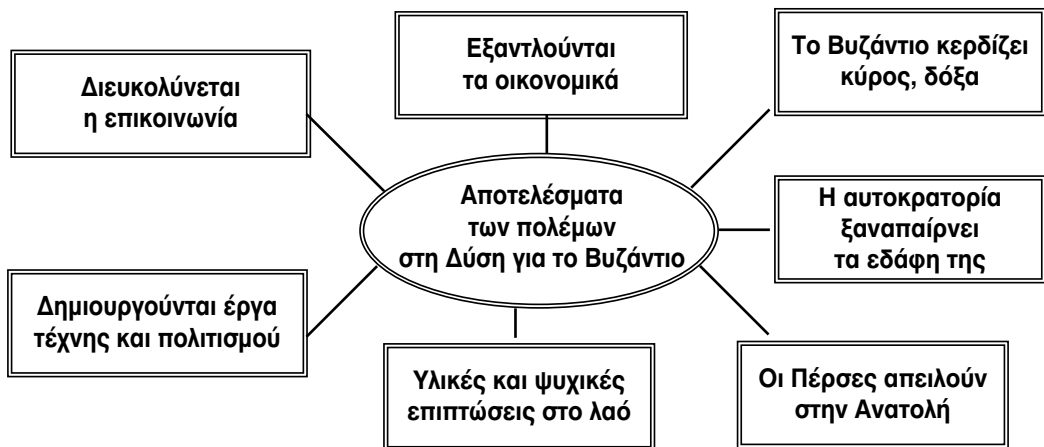 Εξαντλούνται
τα οικονομικά
Το Βυζάντιο κερδίζει
κύρος, δόξα
Διευκολύνεται
η επικοινωνία
Αποτελέσματα
των πολέμων
στη Δύση για το Βυζάντιο
Η αυτοκρατορία
ξαναπαίρνει
τα εδάφη της
Δημιουργούνται έργα
τέχνης και πολιτισμού
Υλικές και ψυχικές
επιπτώσεις στο λαό
Οι Πέρσες απειλούν
στην Ανατολή